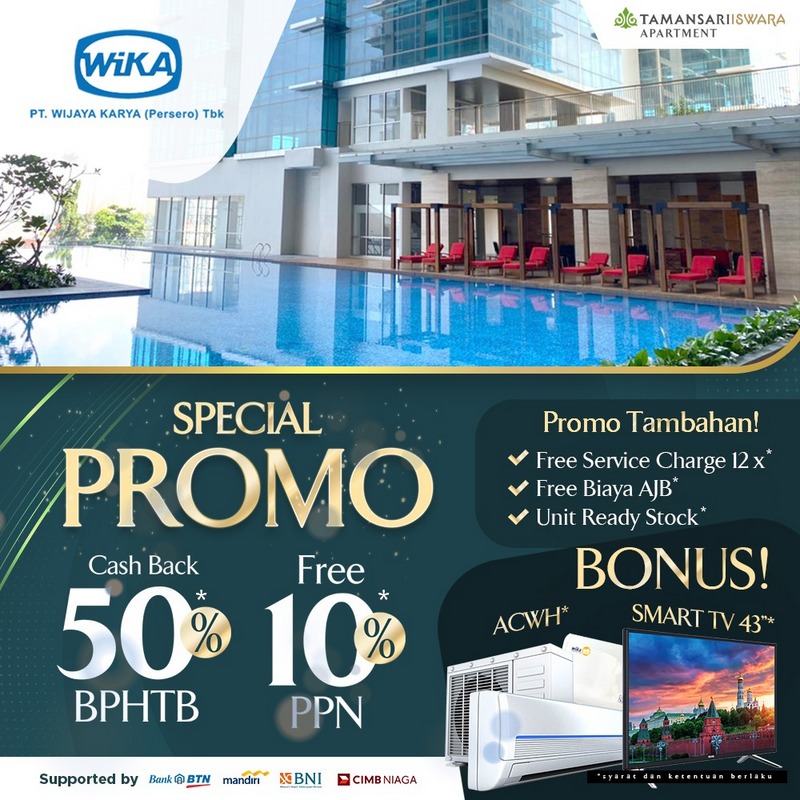 WiKA
PT. WIJAYA KARYA (Persero) Tbk
TAMANSARI ISWARA
APARTMENT
SPECIAL
PROMO
Cash Back
50%*
BPHTB
Free
10%*
PPN
Promo Tambahan!
Free Service Charge 12 x*
Free Biaya AJB*
Unit Ready Stock*
BONUS!
ACWH*
SMART TV 43"*
WiKA
*syarat dan ketentuan berlaku
Supported by
Bank BTN
mandiri
BNI
CIMB NIAGA